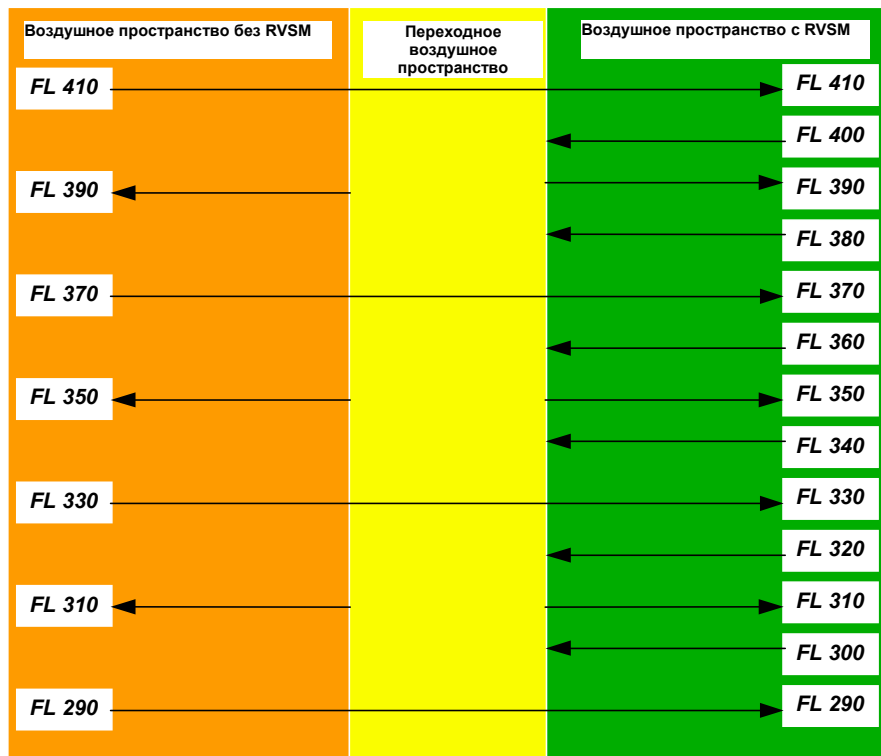 Воздушное пространство без RVSM
Переходное
воздушное
пространство
Воздушное пространство с RVSM
FL 410
FL 410
FL 400
FL 390
FL 390
FL 380
FL 370
FL 370
FL 360
FL 350
FL 350
FL 340
FL 330
FL 330
FL 320
FL 310
FL 310
FL 300
FL 290
FL 290